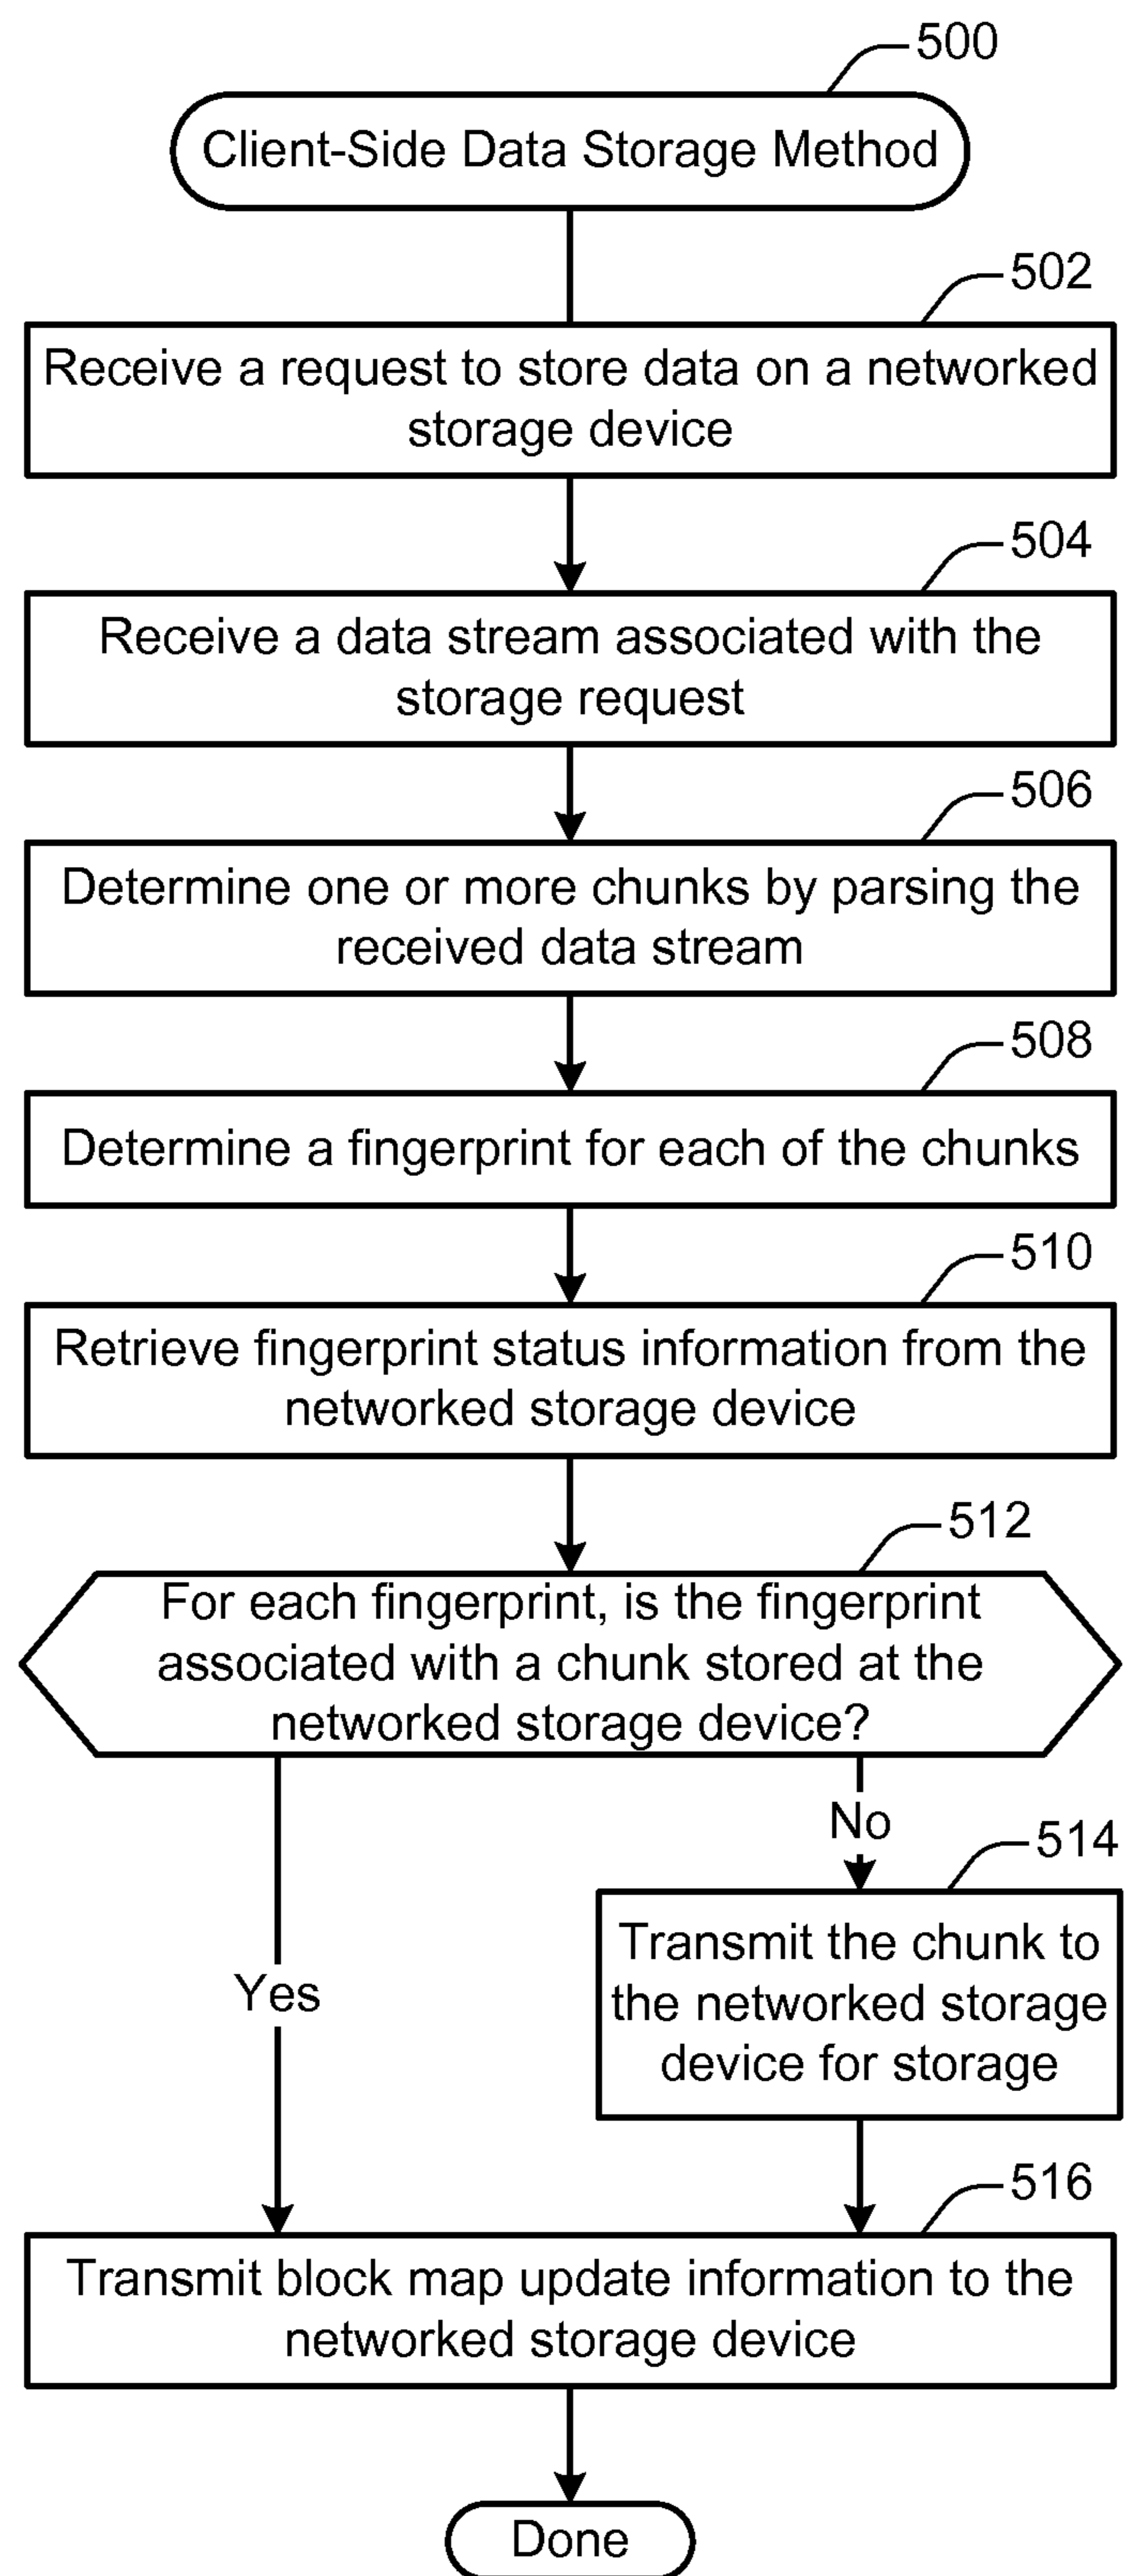 500
Client-Side Data Storage Method
502
Receive a request to store data on a networked
storage device
504
Receive a data stream associated with the
storage request
506
Determine one or more chunks by parsing the
received data stream
508
Determine a fingerprint for each of the chunks
510
Retrieve fingerprint status information from the
networked storage device
512
For each fingerprint, is the fingerprint
associated with a chunk stored at the
networked storage device?
No
514
Transmit the chunk to
the networked storage
device for storage
Yes
516
Transmit block map update information to the
networked storage device
Done